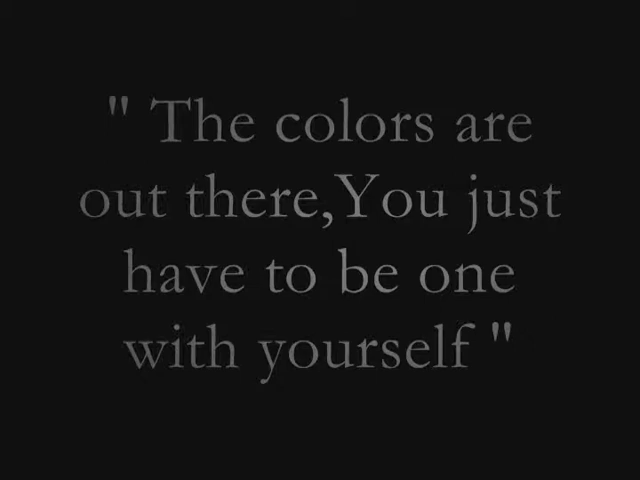 " The colors are
out there,You just
have to be one
with yourself "